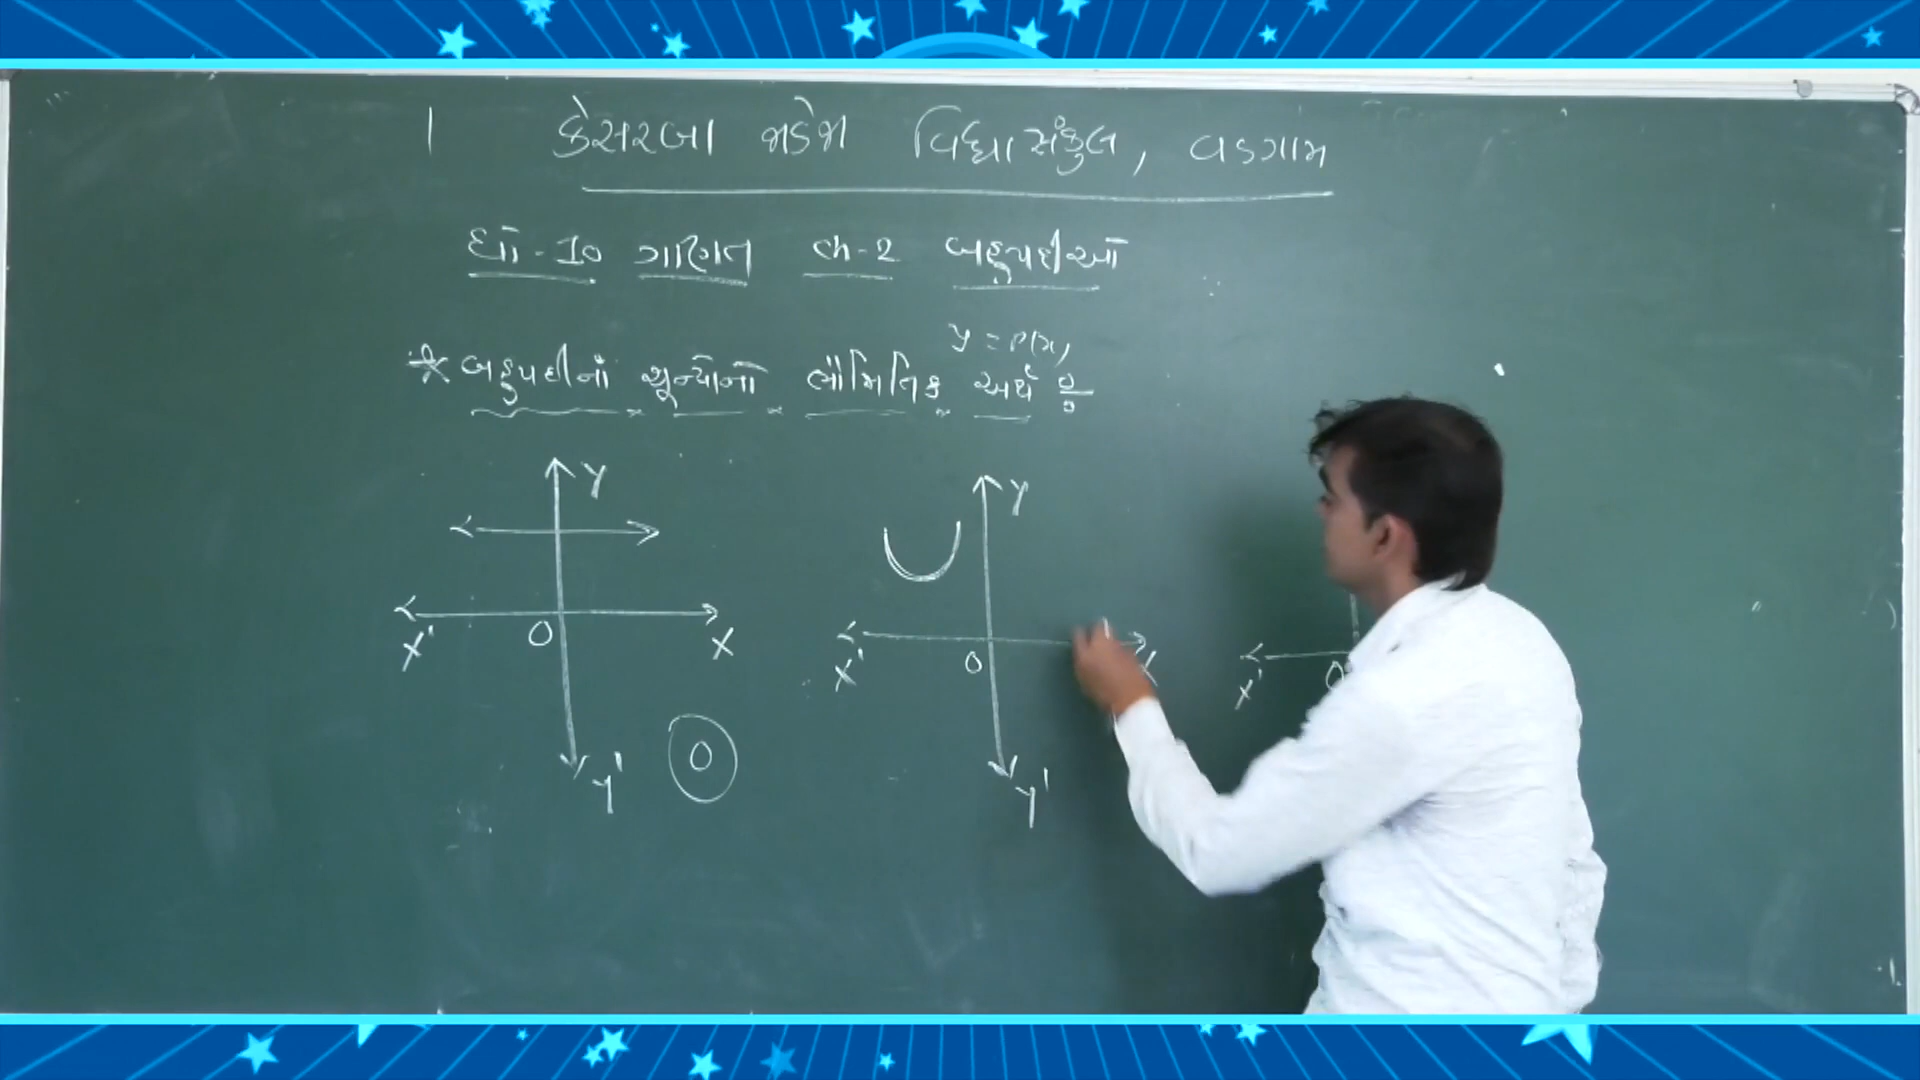 1 કેસરબા જાડેજા વિદ્યાસંકુલ, વડગામ
ધો-10 ગણિત ch-2 બહુપદીઓ
y = P(x)
* બહુપદીનાં શૂન્યોનો ભૌમિતિક અર્થ
Y
X' O X
Y'
0
Y
X' O X
Y'
X' O